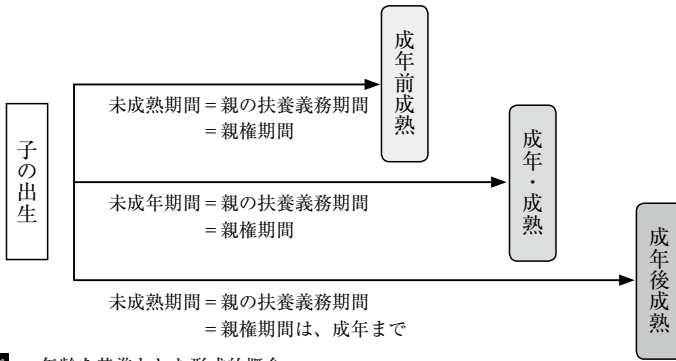 子の出生
成年前成熟
未成熟期間＝親の扶養義務期間
＝親権期間
成年・成熟
未成年期間＝親の扶養義務期間
＝親権期間
成年後成熟
未成熟期間＝親の扶養義務期間
＝親権期間は、成年まで